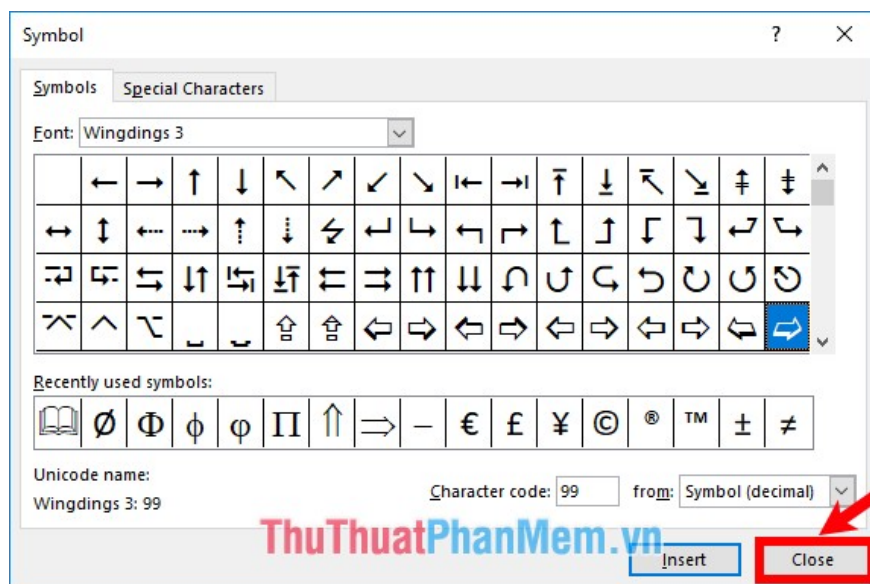 Symbol
Symbols Special Characters
Font: Wingdings 3
← → ↑ ↓ ↖ ↗ ↙ ↘ ⇤ ⇥ ⤒ ⤓ ↸ ⇲ ⇞ ⇟
Recently used symbols:
Ø Φ ϕ φ Π ⇑ ⇒ – € £ ¥ © ® ™ ± ≠
Unicode name:
Wingdings 3: 99
Character code: 99 from: Symbol (decimal)
ThuThuatPhanMem.vn
Insert Close